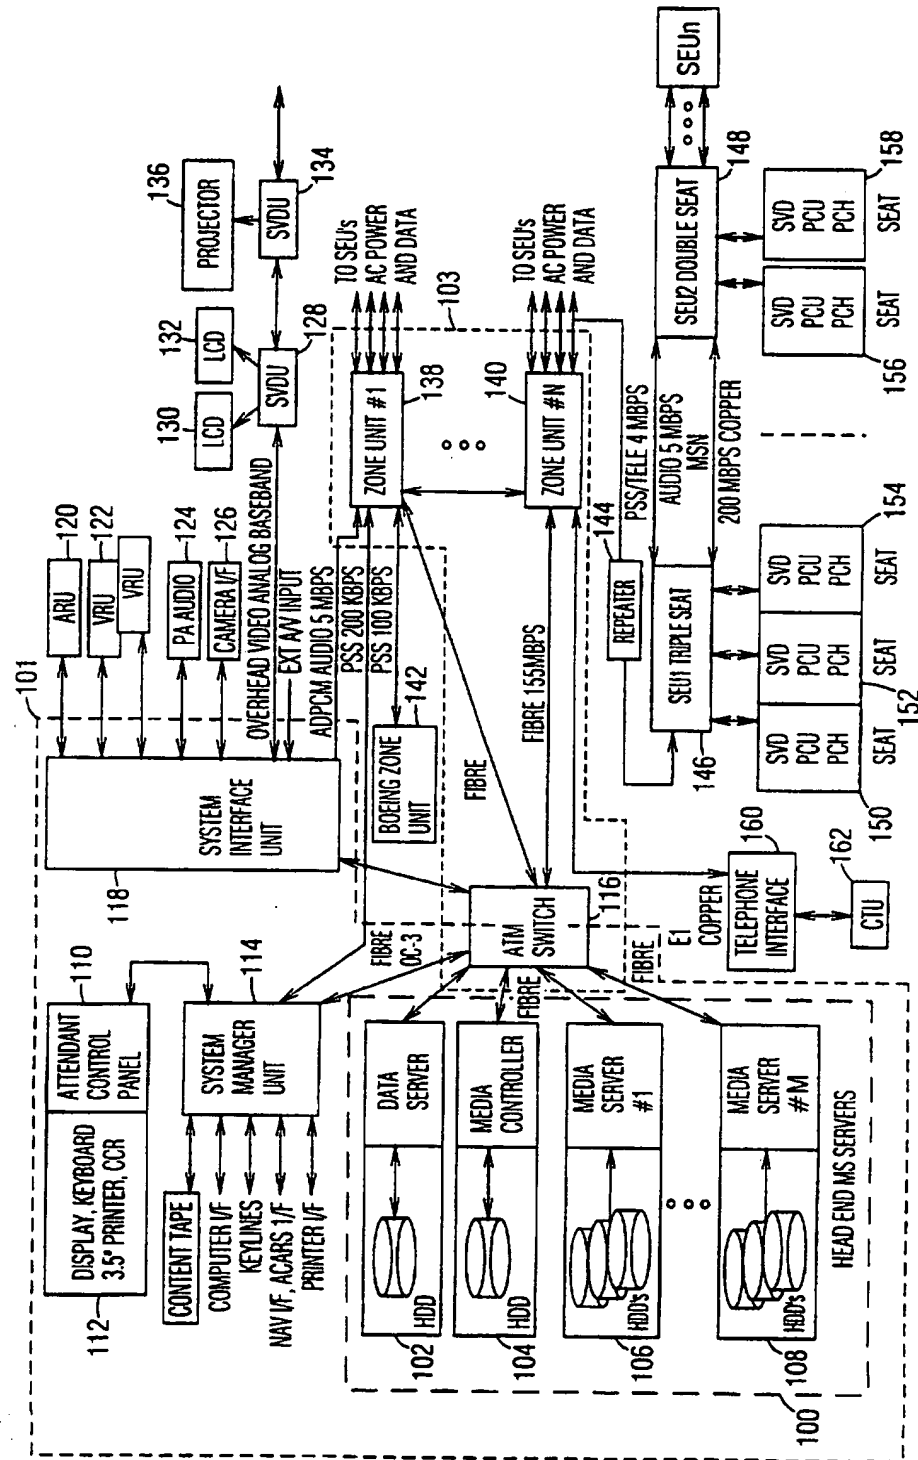 112
DISPLAY, KEYBOARD
3.5" PRINTER, CCR
ATTENDANT
CONTROL
PANEL
110
CONTENT TAPE
COMPUTER I/F
KEYLINES
NAV I/F, ACARS 1/F
PRINTER I/F
SYSTEM
MANAGER
UNIT
114
118
SYSTEM
INTERFACE
UNIT
101
ARU
120
VRU
122
VRU
PA AUDIO
124
CAMERA I/F
126
OVERHEAD VIDEO ANALOG BASEBAND
EXT A/V INPUT
ADPCM AUDIO 5 MBPS
PSS 200 KBPS
PSS 100 KBPS
LCD
130
LCD
132
SVDU
128
PROJECTOR
136
SVDU
134
102
HDD
DATA
SERVER
104
HDD
MEDIA
CONTROLLER
106
HDD's
MEDIA
SERVER
#1
108
HDD's
MEDIA
SERVER
#M
HEAD END MS SERVERS
100
FIBRE
OC-3
FIBRE
FIBRE
ATM
SWITCH
116
FIBRE
FIBRE 155MBPS
BOEING ZONE
UNIT
142
ZONE UNIT #1
138
TO SEU's
AC POWER
AND DATA
103
ZONE UNIT #N
140
TO SEU's
AC POWER
AND DATA
E1
COPPER
TELEPHONE
INTERFACE
160
CTU
162
REPEATER
144
SEU1 TRIPLE SEAT
146
PSS/TELE 4 MBPS
AUDIO 5 MBPS
MSN
200 MBPS COPPER
SEU2 DOUBLE SEAT
148
SEUn
SVD
PCU
PCH
SEAT
150
SVD
PCU
PCH
SEAT
152
SVD
PCU
PCH
SEAT
154
SVD
PCU
PCH
SEAT
156
SVD
PCU
PCH
SEAT
158